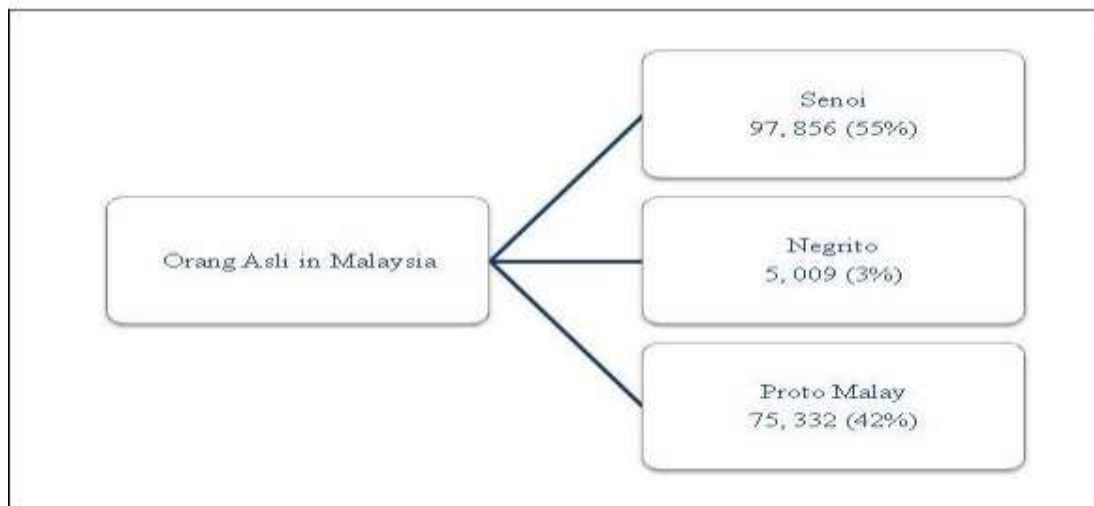 Orang Asli in Malaysia
Senoi
97, 856 (55%)
Negrito
5, 009 (3%)
Proto Malay
75, 332 (42%)